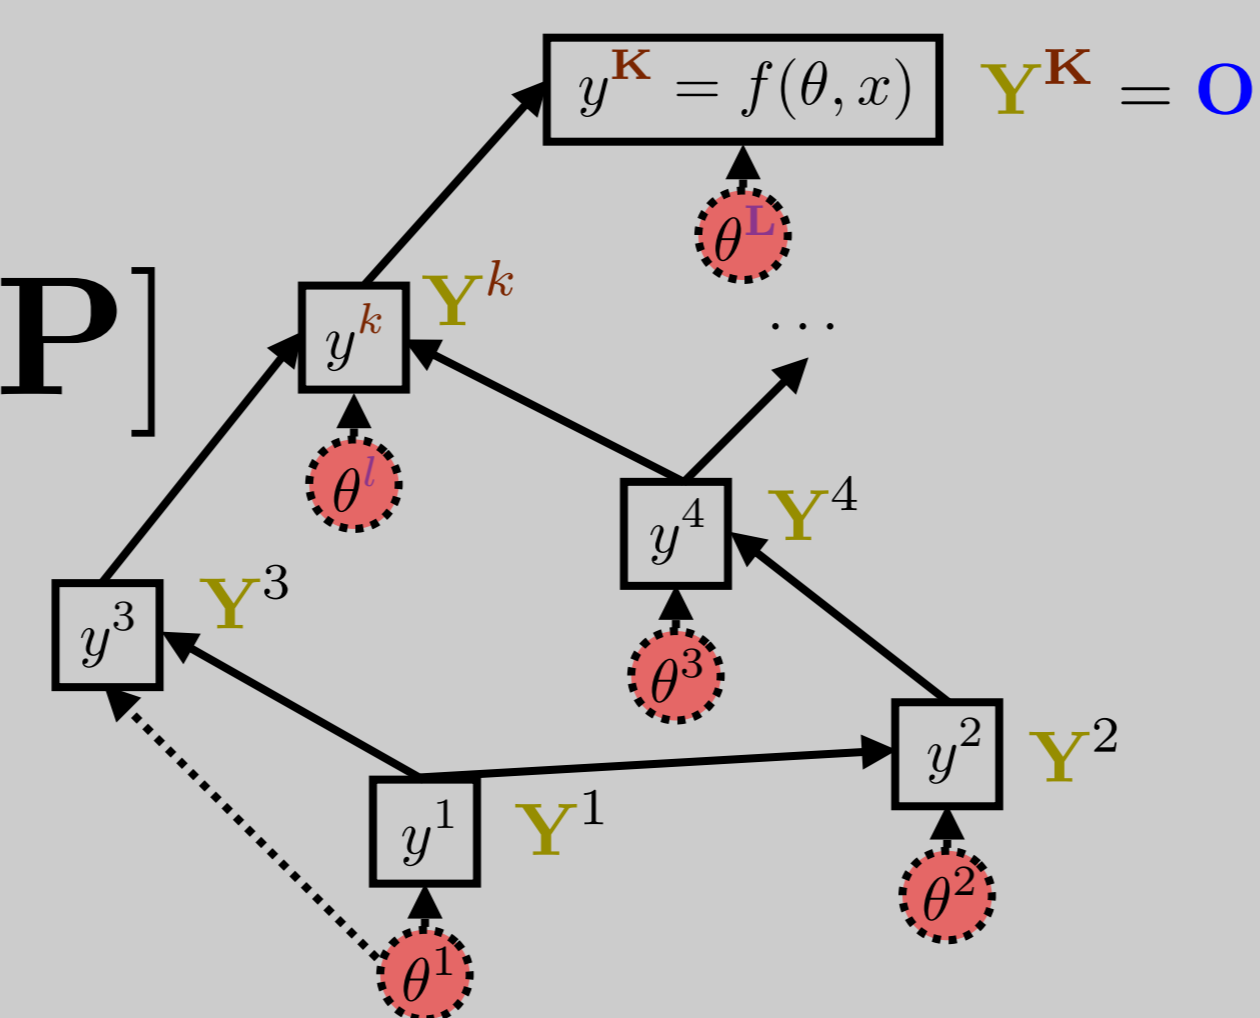 y^K = f(θ, x) Y^K = O
θ^L
y^k Y^k
…
P]
θ^l
y^4 Y^4
y^3 Y^3
θ^3
y^2 Y^2
y^1 Y^1
θ^2
θ^1